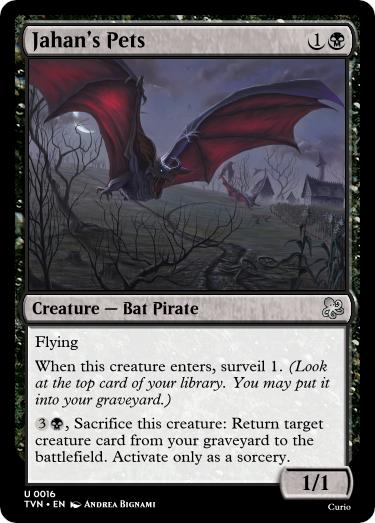 Jahan's Pets 1
Creature — Bat Pirate
Flying
When this creature enters, surveil 1. (Look
at the top card of your library. You may put it
into your graveyard.)
3, Sacrifice this creature: Return target
creature card from your graveyard to the
battlefield. Activate only as a sorcery.
1/1
U 0016
TVN • EN Andrea Bignami
Curio